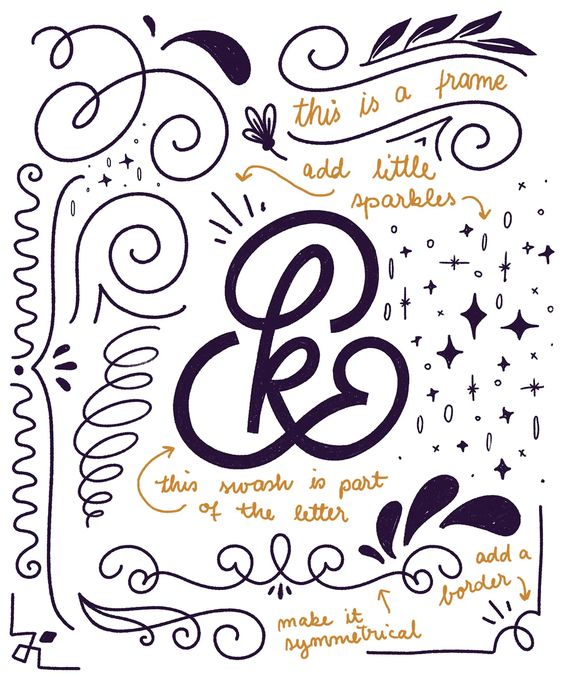 this is a frame
add little
sparkles
k
this swash is part
of the letter
add a
border
make it
symmetrical